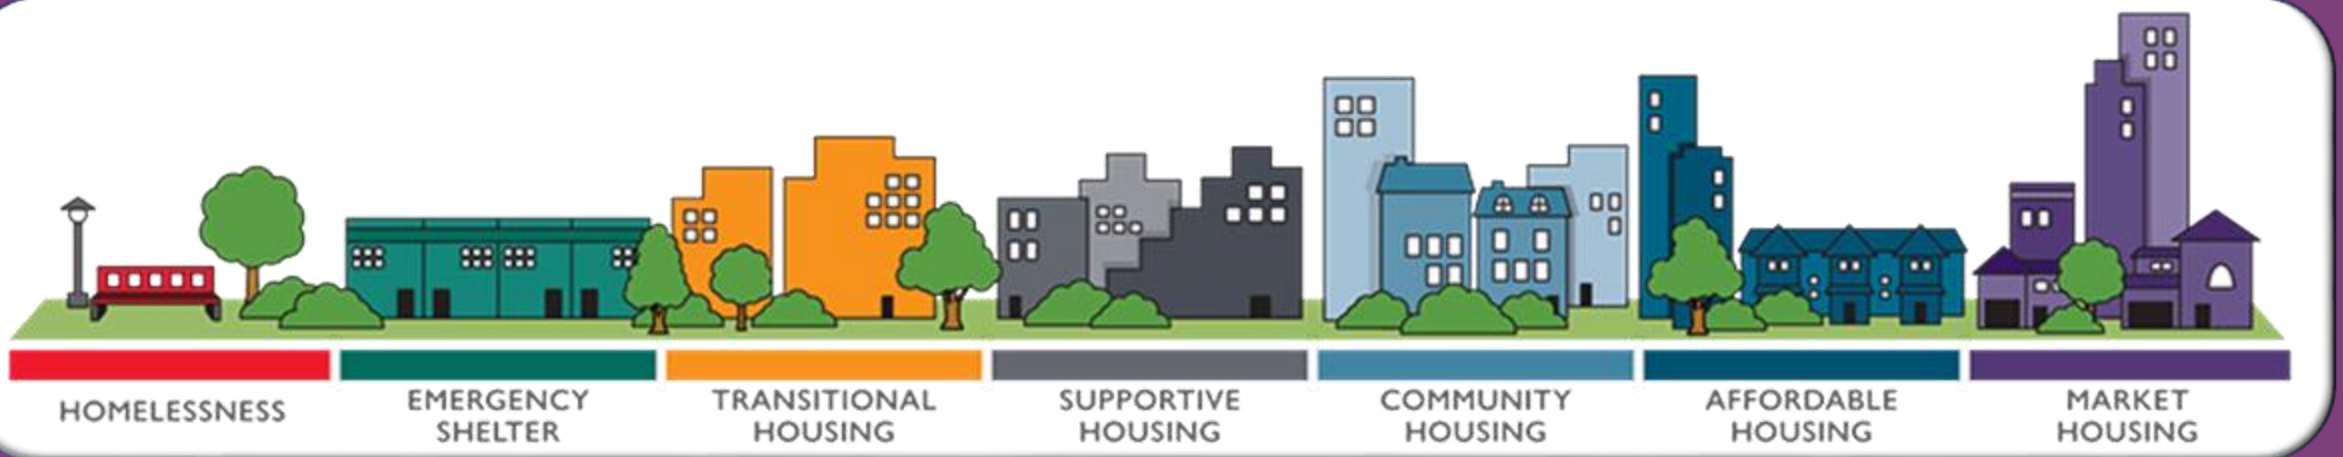 HOMELESSNESS
EMERGENCY
SHELTER
TRANSITIONAL
HOUSING
SUPPORTIVE
HOUSING
COMMUNITY
HOUSING
AFFORDABLE
HOUSING
MARKET
HOUSING